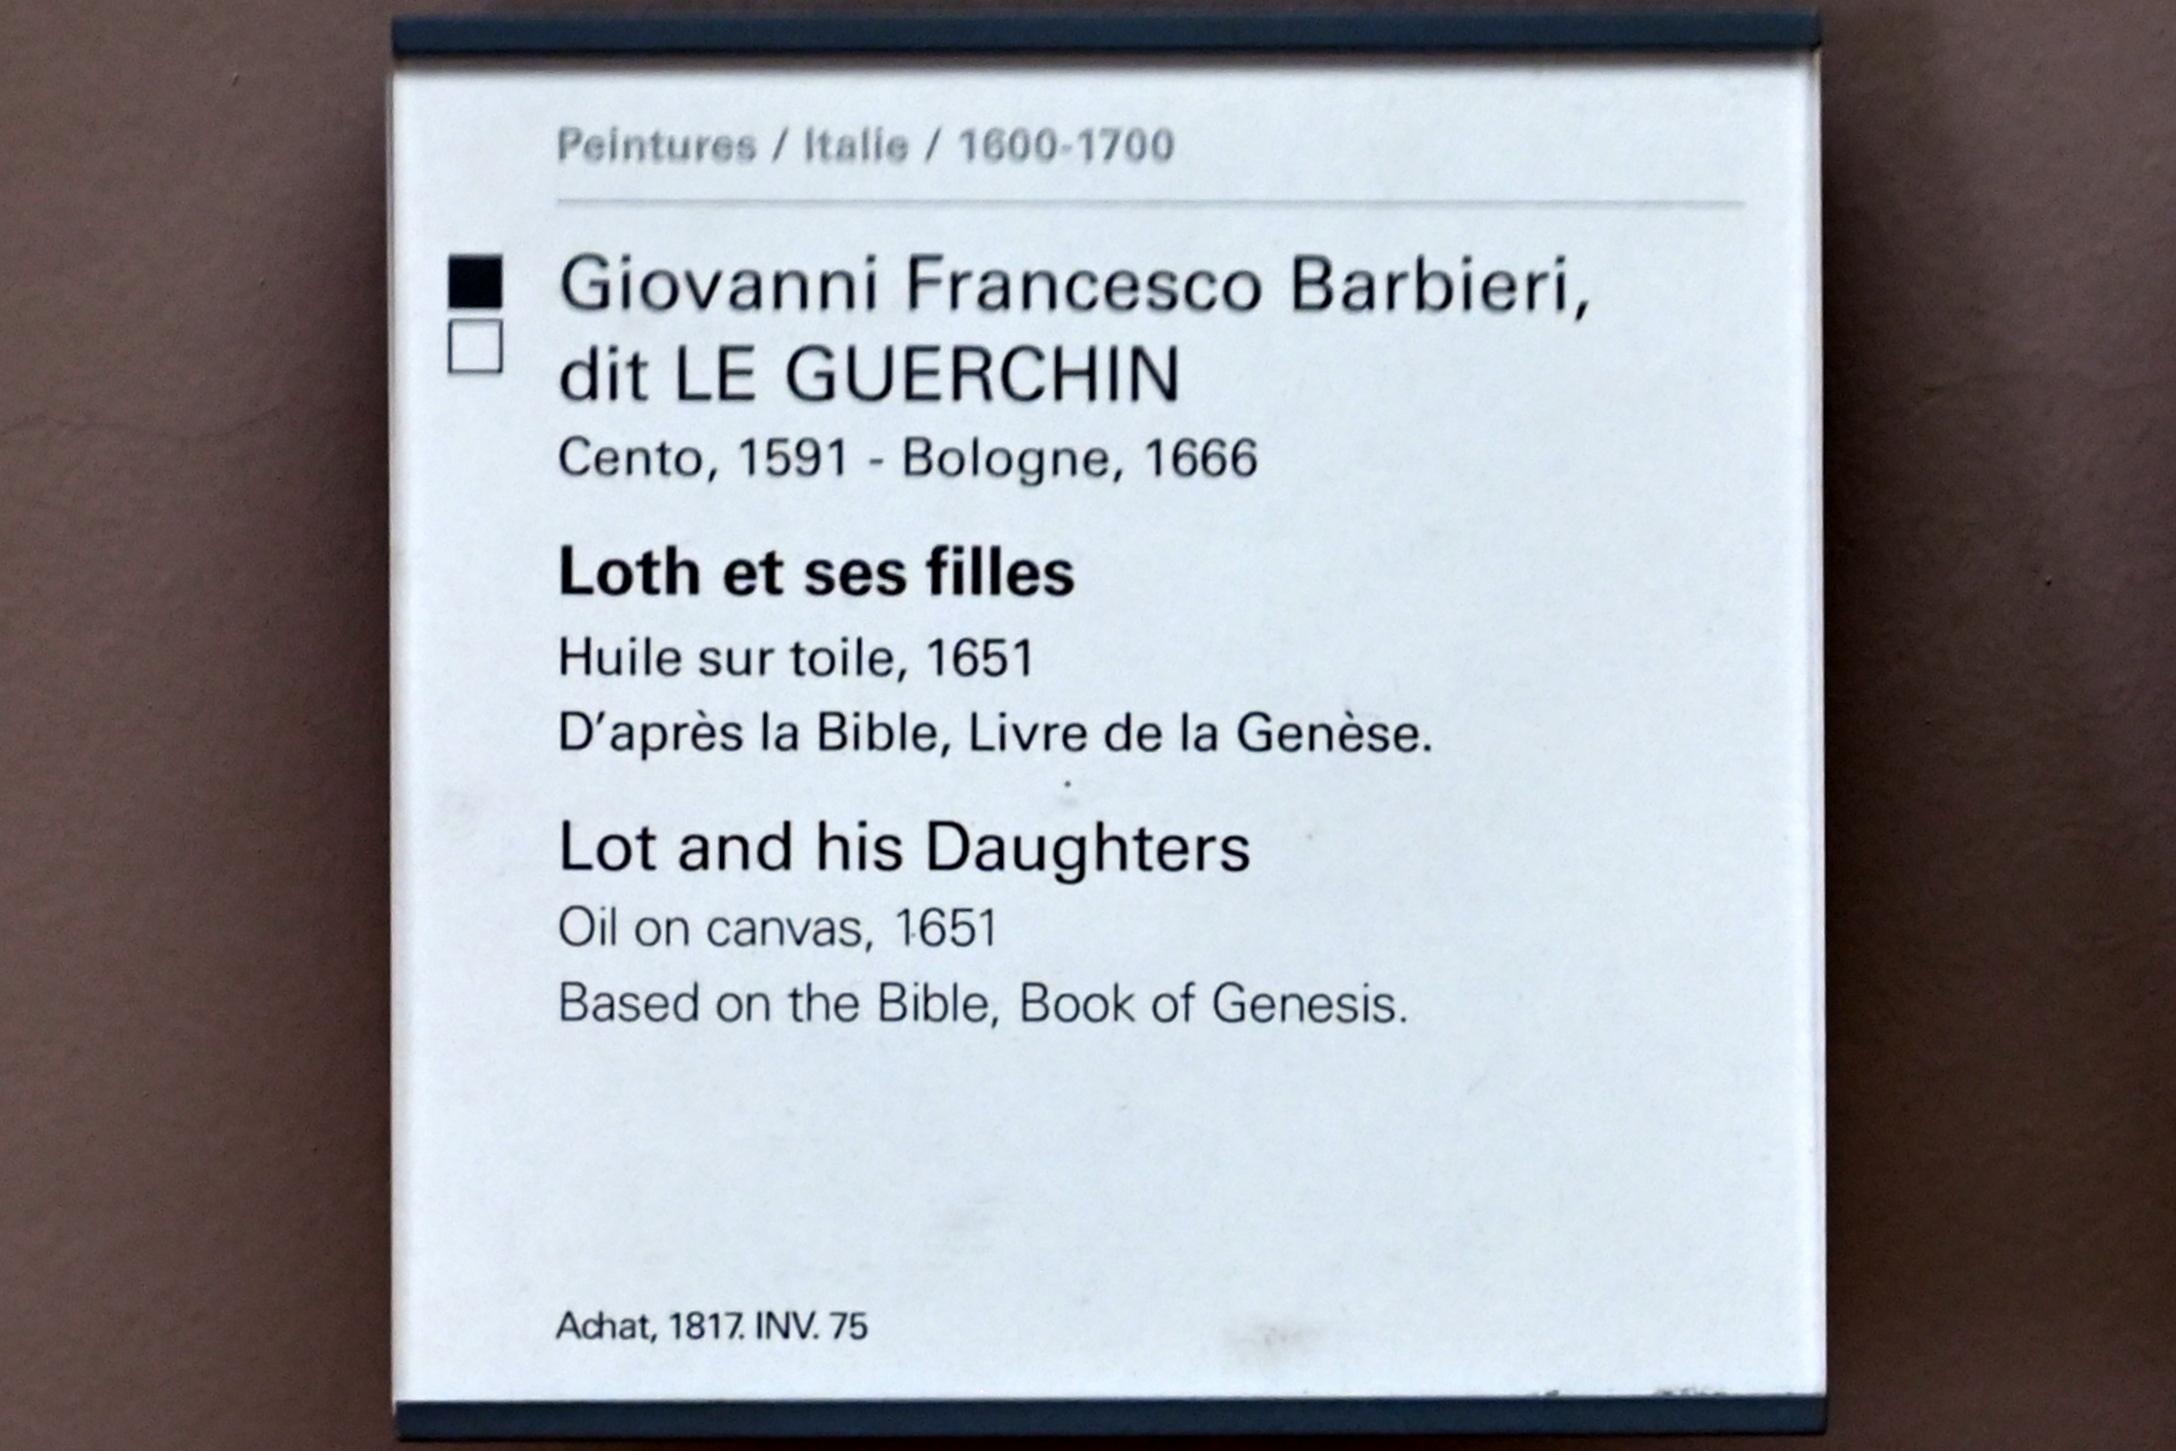 Peintures / Italie / 1600-1700
Giovanni Francesco Barbieri,
dit LE GUERCHIN
Cento, 1591 - Bologne, 1666
Loth et ses filles
Huile sur toile, 1651
D'après la Bible, Livre de la Genèse.
Lot and his Daughters
Oil on canvas, 1651
Based on the Bible, Book of Genesis.
Achat, 1817. INV. 75